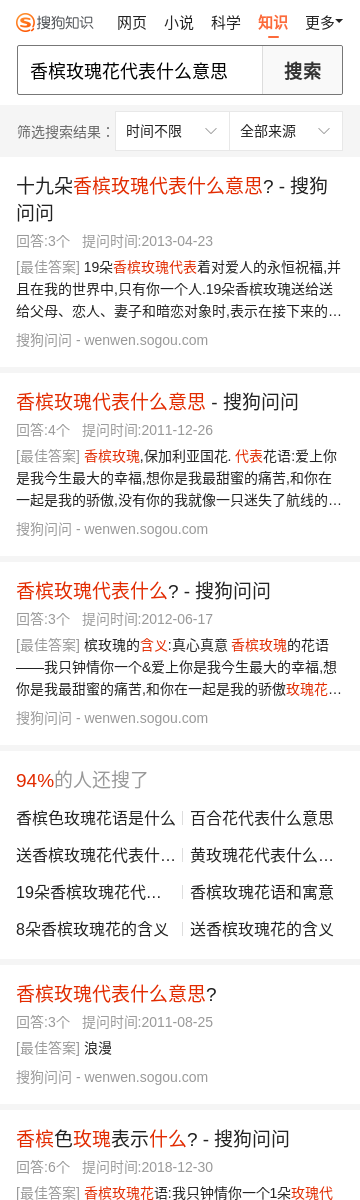 搜狗知识 网页 小说 科学 知识 更多
香槟玫瑰花代表什么意思 搜索
筛选搜索结果： 时间不限 全部来源
十九朵香槟玫瑰代表什么意思? - 搜狗
问问
回答:3个 提问时间:2013-04-23
[最佳答案] 19朵香槟玫瑰代表着对爱人的永恒祝福,并
且在我的世界中,只有你一个人.19朵香槟玫瑰送给送
给父母、恋人、妻子和暗恋对象时,表示在接下来的…
搜狗问问 - wenwen.sogou.com
香槟玫瑰代表什么意思 - 搜狗问问
回答:4个 提问时间:2011-12-26
[最佳答案] 香槟玫瑰,保加利亚国花. 代表花语:爱上你
是我今生最大的幸福,想你是我最甜蜜的痛苦,和你在
一起是我的骄傲,没有你的我就像一只迷失了航线的…
搜狗问问 - wenwen.sogou.com
香槟玫瑰代表什么? - 搜狗问问
回答:3个 提问时间:2012-06-17
[最佳答案] 槟玫瑰的含义:真心真意 香槟玫瑰的花语
——我只钟情你一个&爱上你是我今生最大的幸福,想
你是我最甜蜜的痛苦,和你在一起是我的骄傲玫瑰花…
搜狗问问 - wenwen.sogou.com
94%的人还搜了
香槟色玫瑰花语是什么 百合花代表什么意思
送香槟玫瑰花代表什… 黄玫瑰花代表什么…
19朵香槟玫瑰花代… 香槟玫瑰花语和寓意
8朵香槟玫瑰花的含义 送香槟玫瑰花的含义
香槟玫瑰代表什么意思?
回答:3个 提问时间:2011-08-25
[最佳答案] 浪漫
搜狗问问 - wenwen.sogou.com
香槟色玫瑰表示什么? - 搜狗问问
回答:6个 提问时间:2018-12-30
[最佳答案] 香槟玫瑰花语:我只钟情你一个1朵玫瑰代